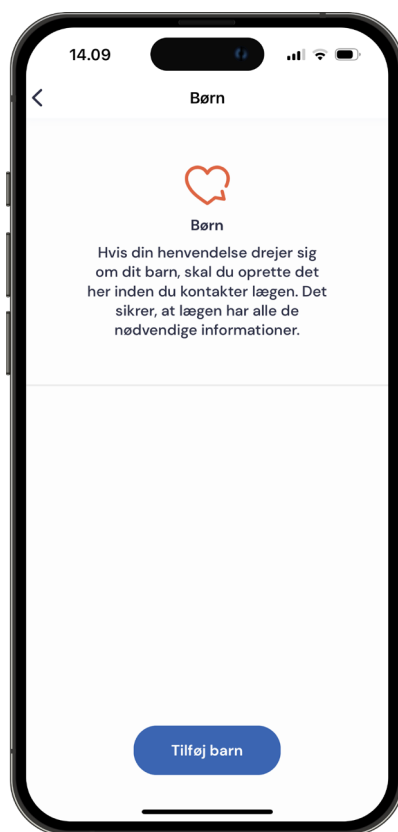 14.09
Børn
Børn
Hvis din henvendelse drejer sig
om dit barn, skal du oprette det
her inden du kontakter lægen. Det
sikrer, at lægen har alle de
nødvendige informationer.
Tilføj barn